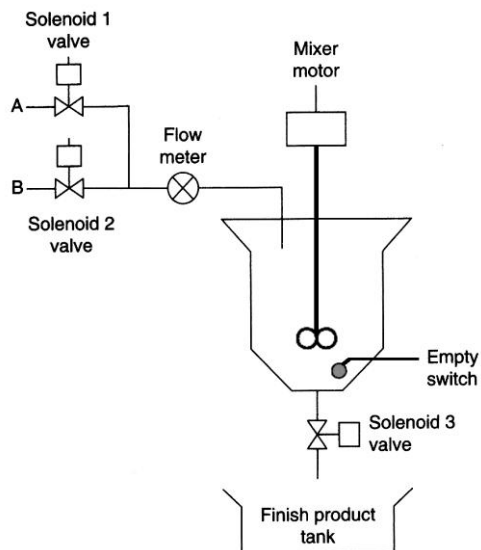 Solenoid 1
valve
Mixer
motor
A
Flow
meter
B
Solenoid 2
valve
Empty
switch
Solenoid 3
valve
Finish product
tank